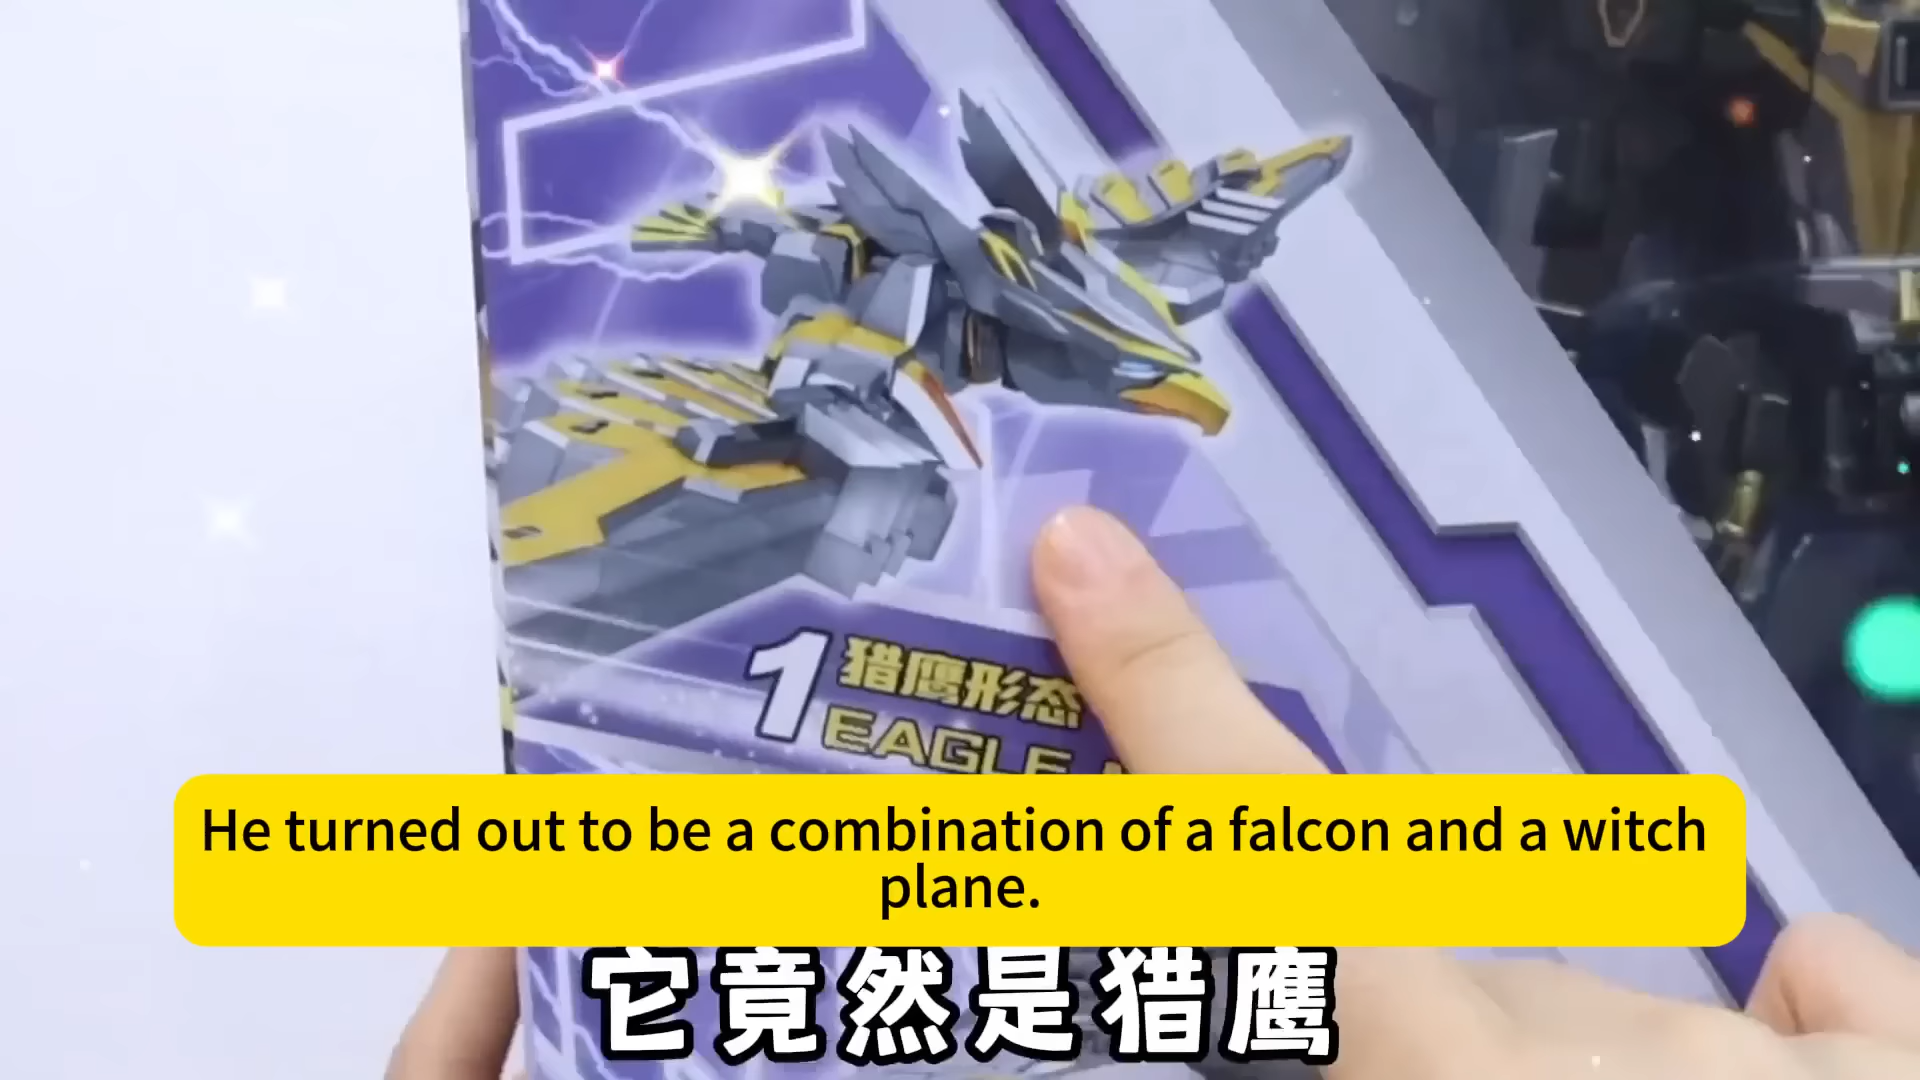 1 猎鹰形态
EAGLE
He turned out to be a combination of a falcon and a witch
plane.
它竟然是猎鹰